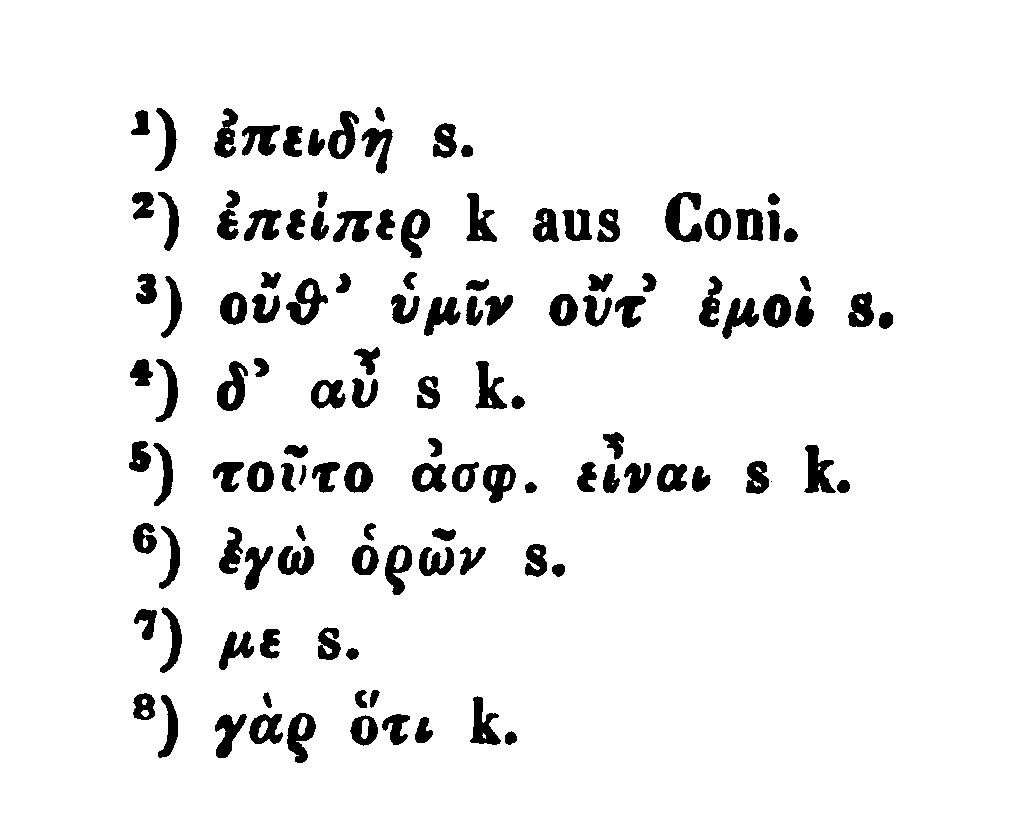 ¹) ἐπειδὴ s.
²) ἐπείπερ k aus Coni.
³) οὔϑ’ ὑμῖν οὔτ’ ἐμοὶ s.
⁴) δ’ αὖ s k.
⁵) τοῦτο ἀσφ. εἶναι s k.
⁶) ἐγὼ ὁρῶν s.
⁷) με s.
⁸) γὰρ ὅτι k.